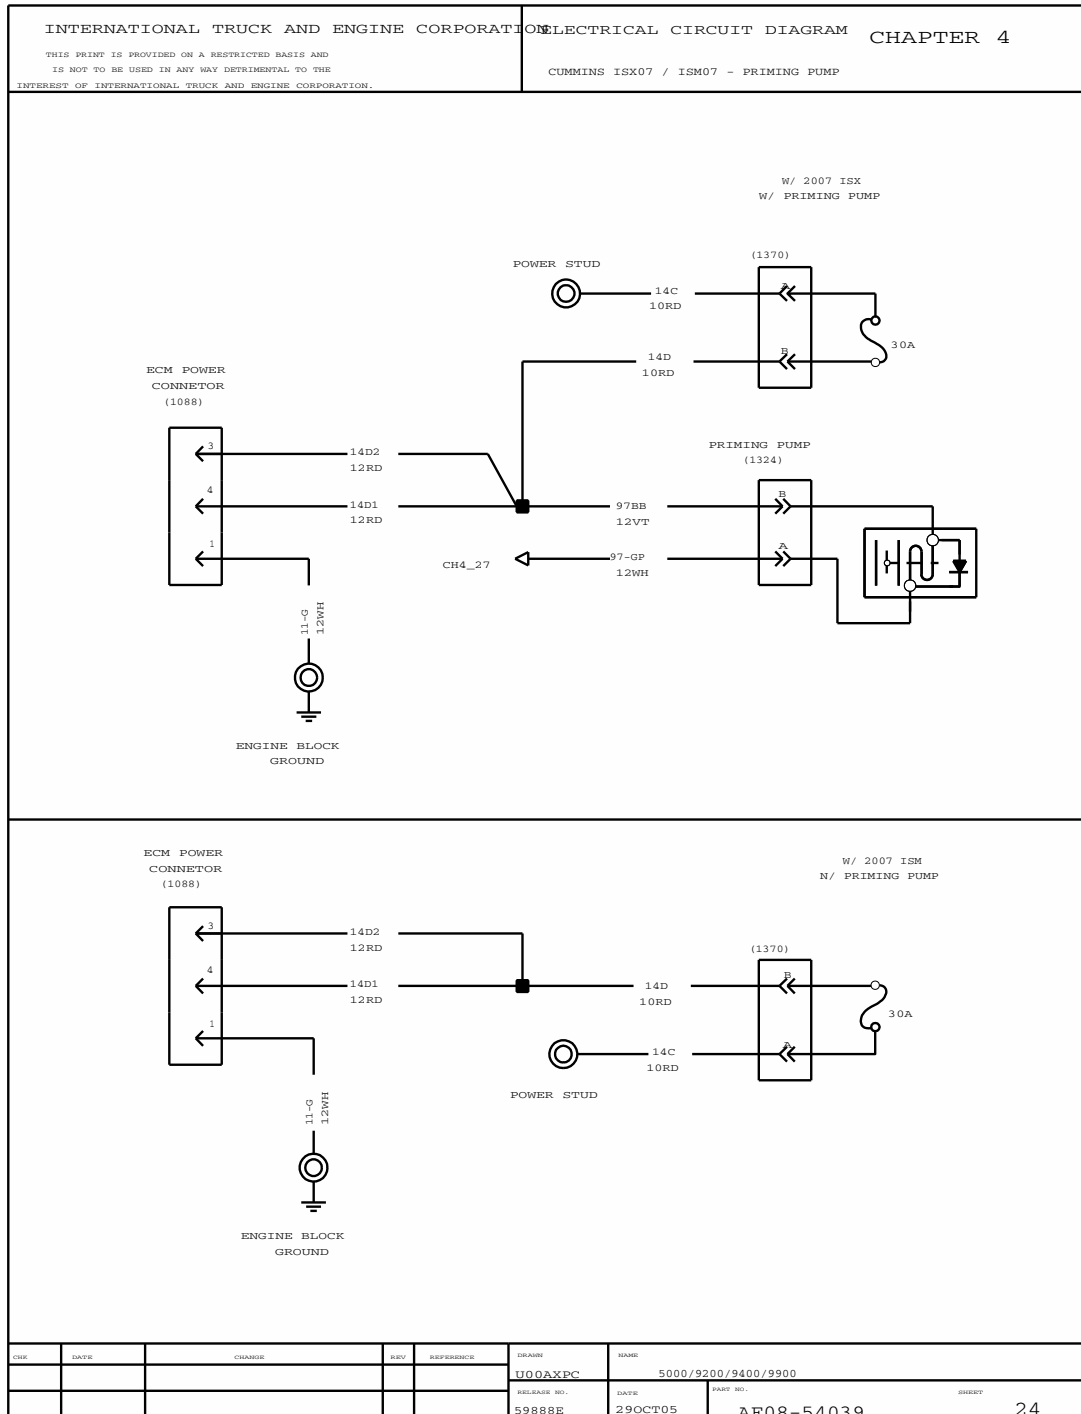 INTERNATIONAL TRUCK AND ENGINE CORPORATION
THIS PRINT IS PROVIDED ON A RESTRICTED BASIS AND
IS NOT TO BE USED IN ANY WAY DETRIMENTAL TO THE
INTEREST OF INTERNATIONAL TRUCK AND ENGINE CORPORATION.
ELECTRICAL CIRCUIT DIAGRAM
CHAPTER 4
CUMMINS ISX07 / ISM07 - PRIMING PUMP
W/ 2007 ISX
W/ PRIMING PUMP
(1370)
POWER STUD
14C
10RD
A
14D
10RD
B
30A
ECM POWER
CONNETOR
(1088)
3
14D2
12RD
4
14D1
12RD
1
PRIMING PUMP
(1324)
97BB
12VT
B
CH4_27
97-GP
12WH
A
11-G
12WH
ENGINE BLOCK
GROUND
ECM POWER
CONNETOR
(1088)
W/ 2007 ISM
N/ PRIMING PUMP
3
14D2
12RD
4
14D1
12RD
1
(1370)
14D
10RD
B
30A
14C
10RD
A
POWER STUD
11-G
12WH
ENGINE BLOCK
GROUND
CHK
DATE
CHANGE
REV
REFERENCE
DRAWN
U00AXPC
NAME
5000/9200/9400/9900
RELEASE NO.
59888E
DATE
29OCT05
PART NO.
AF08-54039
SHEET
24